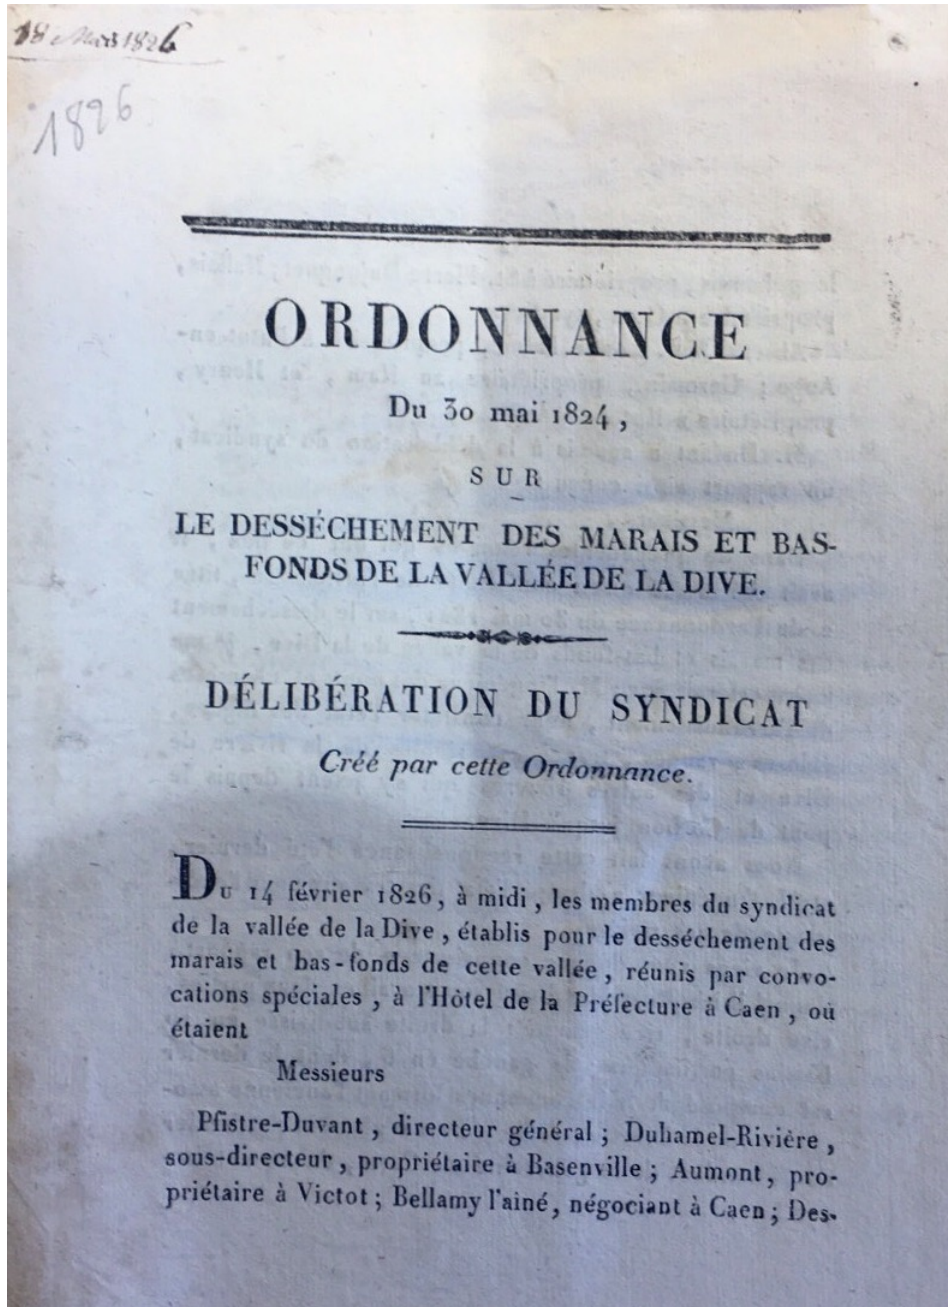 18 Mars 1826
1826
ORDONNANCE
Du 30 mai 1824,
SUR
LE DESSÉCHEMENT DES MARAIS ET BAS-
FONDS DE LA VALLÉE DE LA DIVE.
DÉLIBÉRATION DU SYNDICAT
Créé par cette Ordonnance.
DU 14 février 1826, à midi, les membres du syndicat
de la vallée de la Dive, établis pour le desséchement des
marais et bas-fonds de cette vallée, réunis par convo-
cations spéciales, à l'Hôtel de la Préfecture à Caen, où
étaient
Messieurs
Pfistre-Duvant, directeur général; Duhamel-Rivière,
sous-directeur, propriétaire à Basenville; Aumont, pro-
priétaire à Victot; Bellamy l'ainé, négociant à Caen; Des-